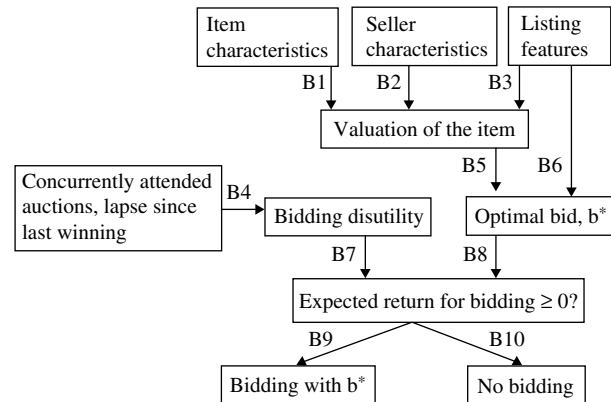 Item
characteristics
Seller
characteristics
Listing
features
B1
B2
B3
Valuation of the item
B5
B6
Concurrently attended
auctions, lapse since
last winning
B4
Bidding disutility
Optimal bid, b*
B7
B8
Expected return for bidding ≥ 0?
B9
B10
Bidding with b*
No bidding